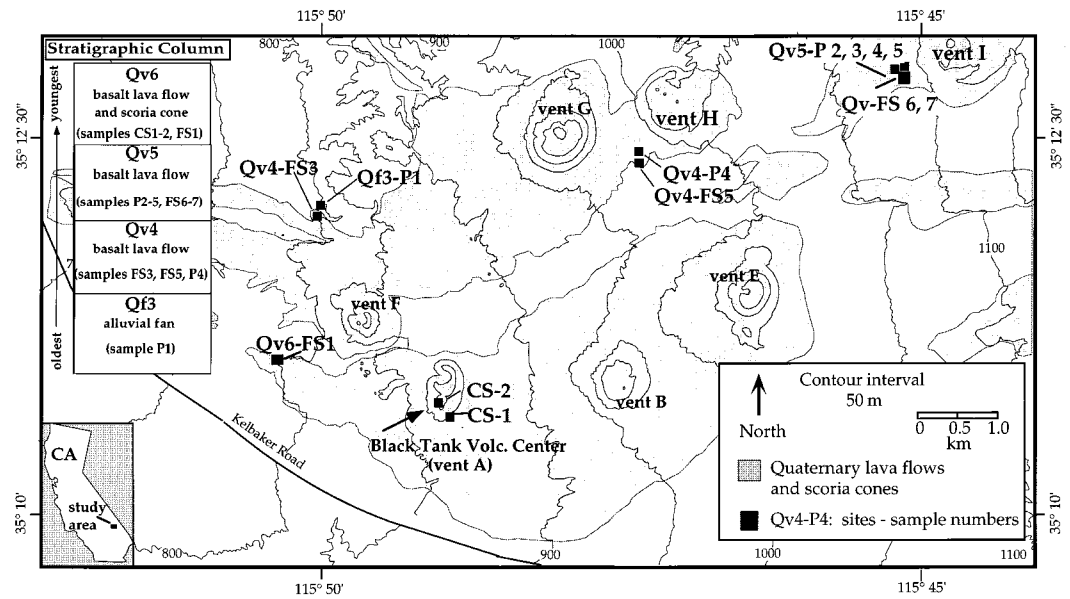 115° 50'
115° 45'
Stratigraphic Column
800
900
1000
Qv5-P 2, 3, 4, 5
vent I
Qv-FS 6, 7
youngest
Qv6
basalt lava flow
and scoria cone
(samples CS1-2, FS1)
Qv5
basalt lava flow
(samples P2-5, FS6-7)
Qv4
basalt lava flow
(samples FS3, FS5, P4)
Qf3
alluvial fan
(sample P1)
oldest
35° 12' 30"
35° 12' 30"
vent G
vent H
Qv4-FS3
Qf3-P1
Qv4-P4
Qv4-FS5
1100
vent E
vent F
Qv6-FS1
CS-2
CS-1
vent B
Black Tank Volc. Center
(vent A)
Kelbaker Road
Contour interval
50 m
North
0 0.5 1.0
km
Quaternary lava flows
and scoria cones
Qv4-P4: sites - sample numbers
CA
study
area
35° 10'
35° 10'
800
900
1000
1100
115° 50'
115° 45'